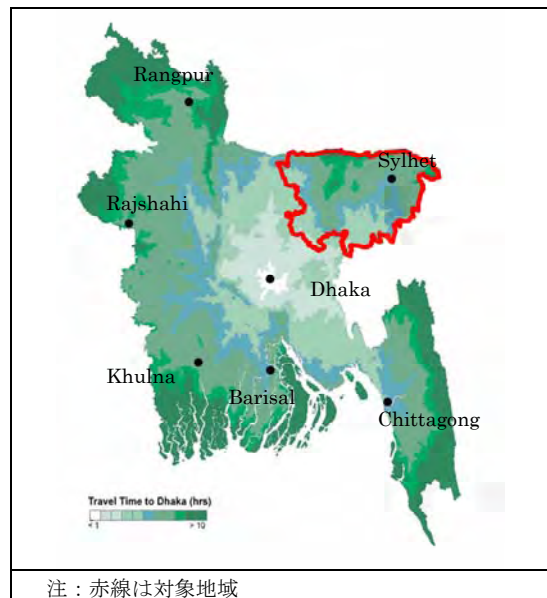 Rangpur
Sylhet
Rajshahi
Dhaka
Khulna
Barisal
Chittagong
Travel Time to Dhaka (hrs)
< 1 > 10
注：赤線は対象地域